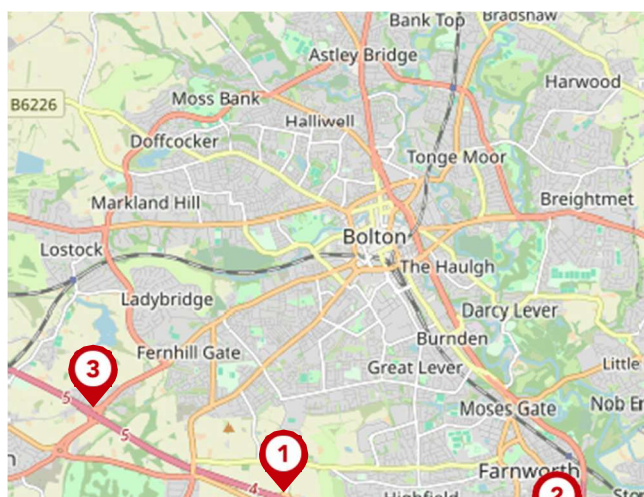 Bank Top
Bradshaw
Astley Bridge
Harwood
B6226
Moss Bank
Halliwell
Doffcocker
Tonge Moor
Markland Hill
Breightmet
Bolton
Lostock
The Haulgh
Ladybridge
Darcy Lever
Burnden
Fernhill Gate
Great Lever
Little
3
5
Moses Gate
5
1
Farnworth
4
2
Highfield